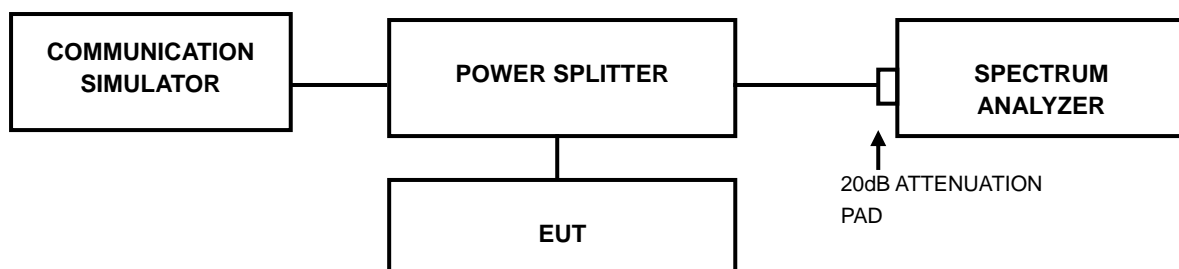 COMMUNICATION
SIMULATOR
POWER SPLITTER
SPECTRUM
ANALYZER
20dB ATTENUATION
PAD
EUT